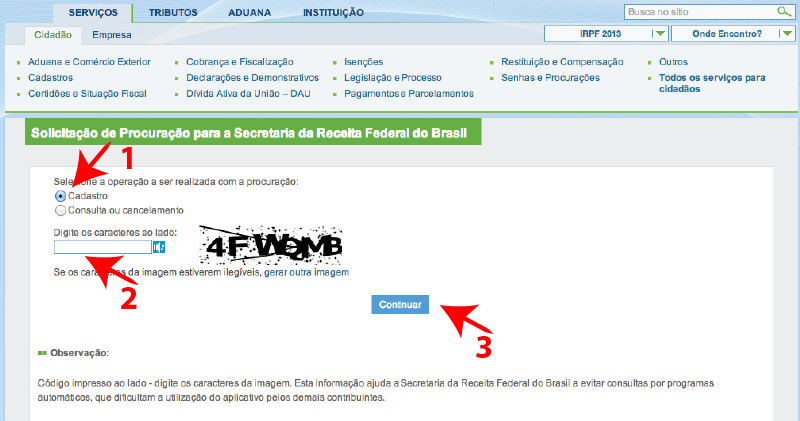 SERVIÇOS TRIBUTOS ADUANA INSTITUIÇÃO Busca no sítio
Cidadão Empresa IRPF 2013 Onde Encontro?
Aduana e Comércio Exterior Cobrança e Fiscalização Isenções Restituição e Compensação Outros
Cadastros Declarações e Demonstrativos Legislação e Processo Senhas e Procurações Todos os serviços para
Certidões e Situação Fiscal Dívida Ativa da União – DAU Pagamentos e Parcelamentos cidadãos
Solicitação de Procuração para a Secretaria da Receita Federal do Brasil
1
Selecione a operação a ser realizada com a procuração:
Cadastro
Consulta ou cancelamento
Digite os caracteres ao lado:
4FWQMB
Se os caracteres da imagem estiverem ilegíveis, gerar outra imagem
2
Continuar
3
Observação:
Código impresso ao lado - digite os caracteres da imagem. Esta informação ajuda a Secretaria da Receita Federal do Brasil a evitar consultas por programas
automáticos, que dificultam a utilização do aplicativo pelos demais contribuintes.